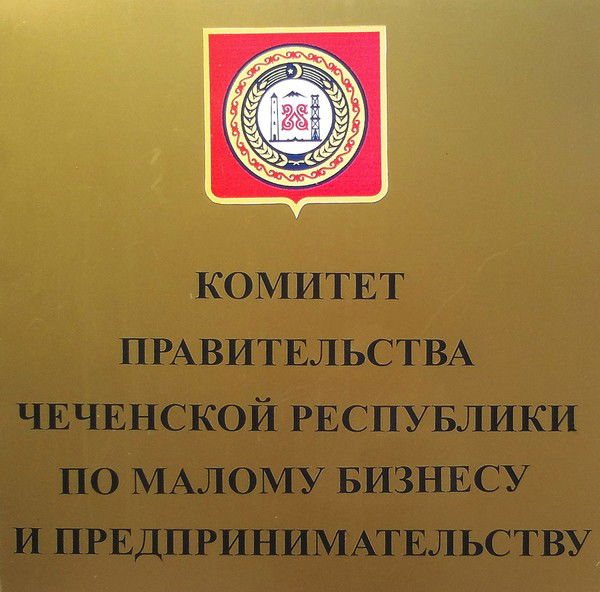 КОМИТЕТ
ПРАВИТЕЛЬСТВА
ЧЕЧЕНСКОЙ РЕСПУБЛИКИ
ПО МАЛОМУ БИЗНЕСУ
И ПРЕДПРИНИМАТЕЛЬСТВУ